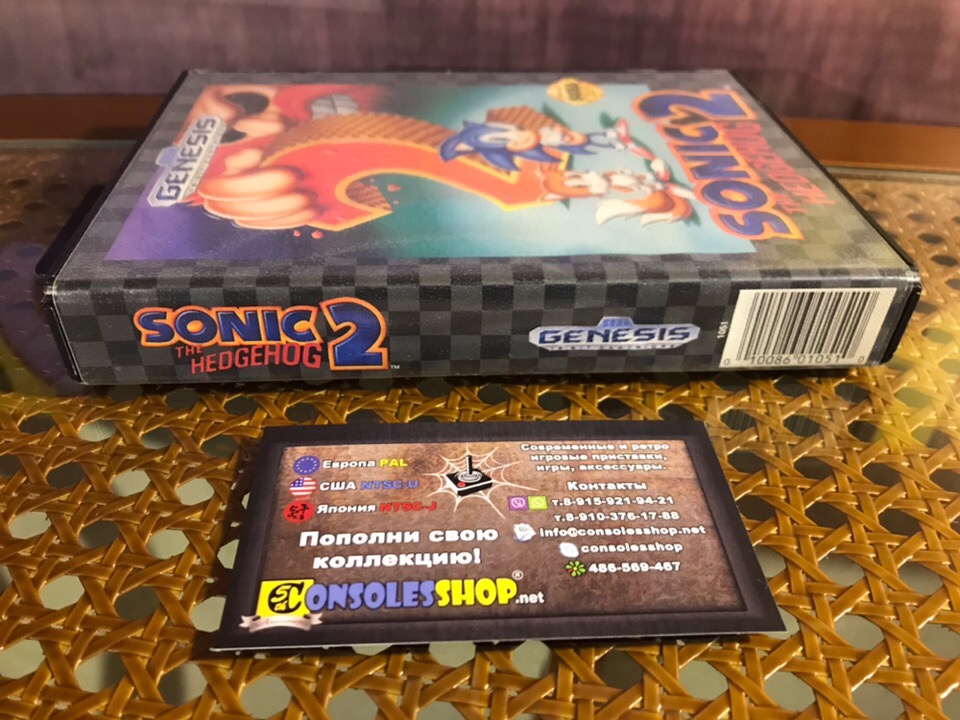 SONIC 2
THE HEDGEHOG
GENESIS
SONIC
THE
HEDGEHOG
2
TM
SEGA
GENESIS
1051
0 10086 01051 0
Европа PAL
США NTSC-U
Япония NTSC-J
Пополни свою
коллекцию!
CONSOLESSHOP®.net
Современные и ретро
игровые приставки,
игры, аксессуары.
Контакты
т.8-915-921-94-21
т.8-910-376-17-88
info@consolesshop.net
consolesshop
486-569-467